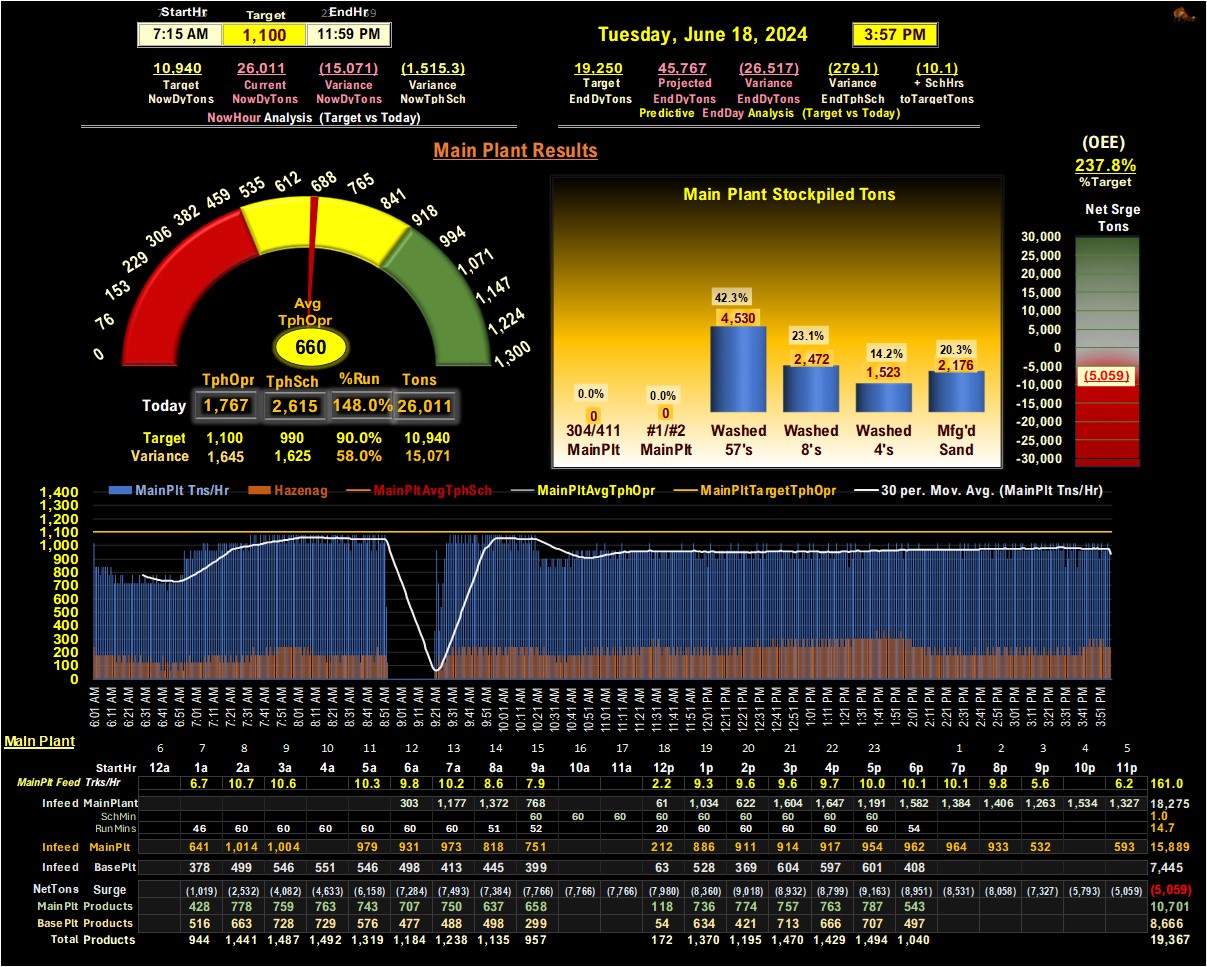 StartHr Target EndHr
7:15 AM 1,100 11:59 PM
Tuesday, June 18, 2024 3:57 PM
10,940 26,011 (15,071) (1,515.3)
Target Current Variance Variance
NowDyTons NowDyTons NowDyTons NowTphSch
NowHour Analysis (Target vs Today)
19,250 45,767 (26,517) (279.1) (10.1)
Target Projected Variance Variance + SchHrs
EndDyTons EndDyTons EndDyTons EndTphSch toTargetTons
Predictive EndDay Analysis (Target vs Today)
Main Plant Results
(OEE)
237.8%
%Target
Net Srge
Tons
0 76 153 229 306 382 459 535 612 688 765 841 918 994 1,071 1,147 1,224 1,300
Avg
TphOpr
660
TphOpr TphSch %Run Tons
Today 1,767 2,615 148.0% 26,011
Target 1,100 990 90.0% 10,940
Variance 1,645 1,625 58.0% 15,071
Main Plant Stockpiled Tons
0.0% 0.0% 42.3% 23.1% 14.2% 20.3%
0 0 4,530 2,472 1,523 2,176
304/411 #1/#2 Washed Washed Washed Mfg'd
MainPlt MainPlt 57's 8's 4's Sand
30,000
25,000
20,000
15,000
10,000
5,000
0
-5,000
(5,059)
-10,000
-15,000
-20,000
-25,000
-30,000
MainPlt Tns/Hr Hazenag MainPltAvgTphSch MainPltAvgTphOpr MainPltTargetTphOpr 30 per. Mov. Avg. (MainPlt Tns/Hr)
1,400
1,300
1,200
1,100
1,000
900
800
700
600
500
400
300
200
100
0
6:01 AM 6:11 AM 6:21 AM 6:31 AM 6:41 AM 6:51 AM 7:01 AM 7:11 AM 7:21 AM 7:31 AM 7:41 AM 7:51 AM 8:01 AM 8:11 AM 8:21 AM 8:31 AM 8:41 AM 8:51 AM 9:01 AM 9:11 AM 9:21 AM 9:31 AM 9:41 AM 9:51 AM 10:01 AM 10:11 AM 10:21 AM 10:31 AM 10:41 AM 10:51 AM 11:01 AM 11:11 AM 11:21 AM 11:31 AM 11:41 AM 11:51 AM 12:01 PM 12:11 PM 12:21 PM 12:31 PM 12:41 PM 12:51 PM 1:01 PM 1:11 PM 1:21 PM 1:31 PM 1:41 PM 1:51 PM 2:01 PM 2:11 PM 2:21 PM 2:31 PM 2:41 PM 2:51 PM 3:01 PM 3:11 PM 3:21 PM 3:31 PM 3:41 PM 3:51 PM
Main Plant
6 7 8 9 10 11 12 13 14 15 16 17 18 19 20 21 22 23 1 2 3 4 5
StartHr 12a 1a 2a 3a 4a 5a 6a 7a 8a 9a 10a 11a 12p 1p 2p 3p 4p 5p 6p 7p 8p 9p 10p 11p
MainPlt Feed Trks/Hr 6.7 10.7 10.6 10.3 9.8 10.2 8.6 7.9 2.2 9.3 9.6 9.6 9.7 10.0 10.1 10.1 9.8 5.6 6.2 161.0
Infeed MainPlant 303 1,177 1,372 768 61 1,034 622 1,604 1,647 1,191 1,582 1,384 1,406 1,263 1,534 1,327 18,275
SchMin 60 60 60 60 60 60 60 60 60 1.0
RunMins 46 60 60 60 60 60 60 51 52 20 60 60 60 60 60 54 14.7
Infeed MainPlt 641 1,014 1,004 979 931 973 818 751 212 886 911 914 917 954 962 964 933 532 593 15,889
Infeed BasePlt 378 499 546 551 546 498 413 445 399 63 528 369 604 597 601 408 7,445
NetTons Surge (1,019) (2,532) (4,082) (4,633) (6,158) (7,284) (7,493) (7,384) (7,766) (7,766) (7,766) (7,980) (8,360) (9,018) (8,932) (8,799) (9,163) (8,951) (8,531) (8,058) (7,327) (5,793) (5,059) (5,059)
MainPlt Products 428 778 759 763 743 707 750 637 658 118 736 774 757 763 787 543 10,701
BasePlt Products 516 663 728 729 576 477 488 498 299 54 634 421 713 666 707 497 8,666
Total Products 944 1,441 1,487 1,492 1,319 1,184 1,238 1,135 957 172 1,370 1,195 1,470 1,429 1,494 1,040 19,367